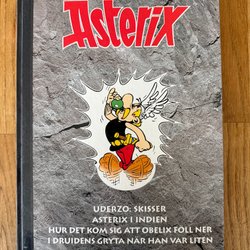 Asterix
UDERZO: SKISSER
ASTERIX I INDIEN
HUR DET KOM SIG ATT OBELIX FÖLL NER
I DRUIDENS GRYTA NÄR HAN VAR LITEN